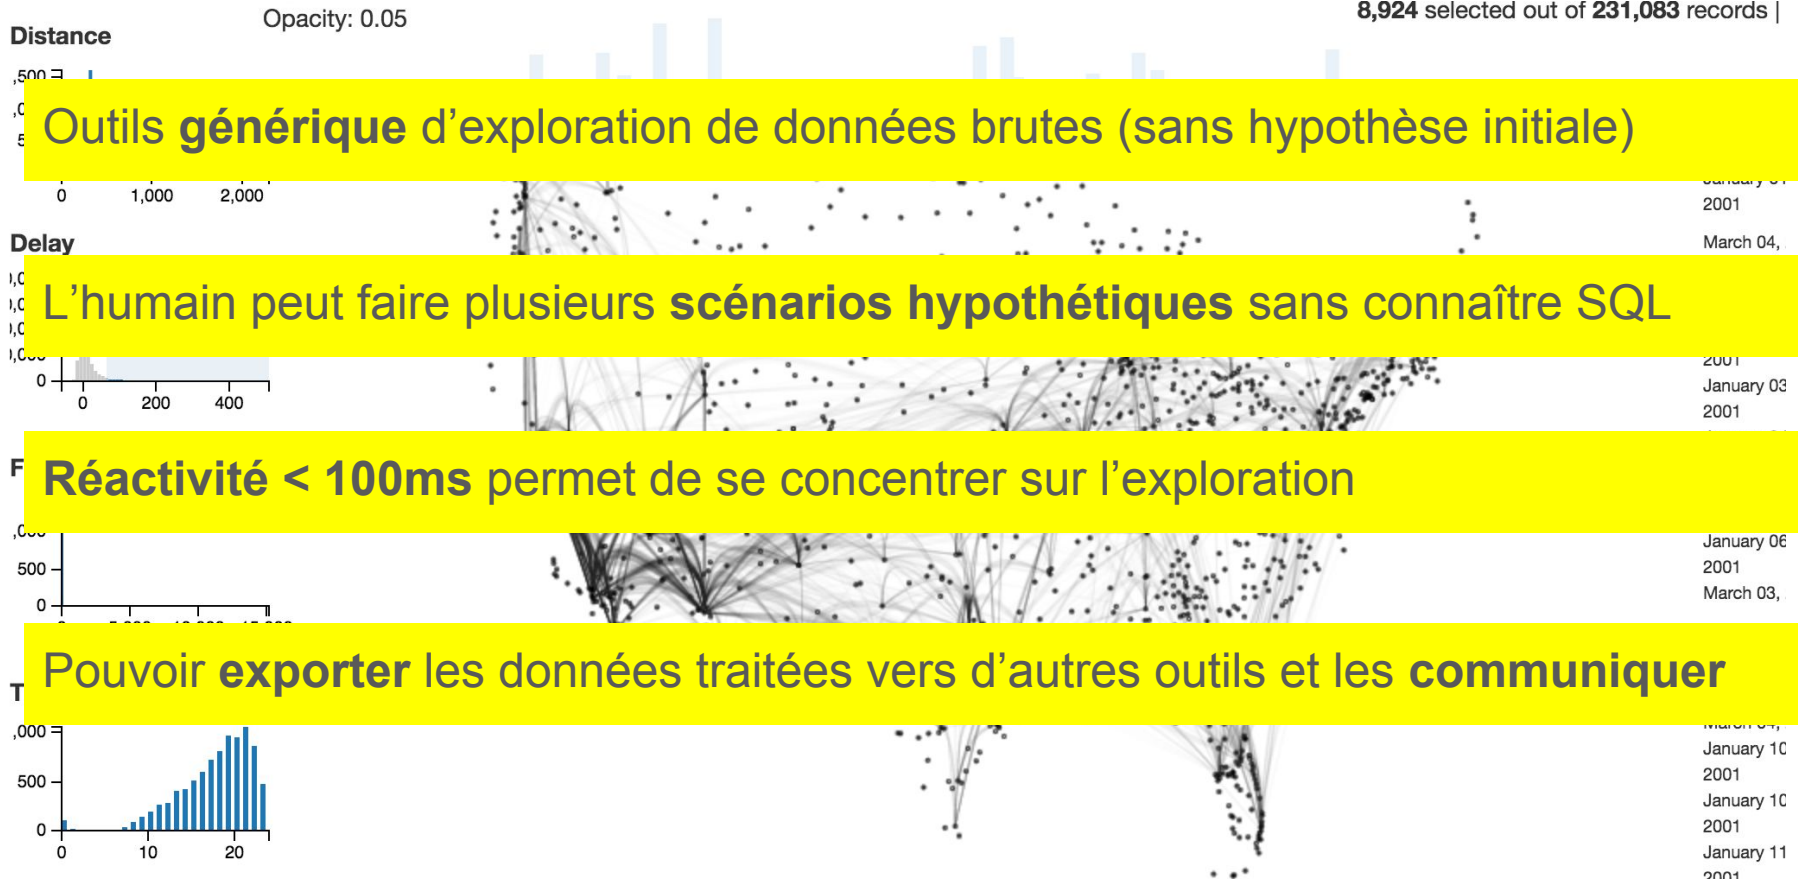 Opacity: 0.05
8,924 selected out of 231,083 records |
Distance
,500
Outils générique d’exploration de données brutes (sans hypothèse initiale)
0 1,000 2,000
2001
Delay
March 04,
L’humain peut faire plusieurs scénarios hypothétiques sans connaître SQL
0
0 200 400
2001
January 03
2001
Réactivité < 100ms permet de se concentrer sur l’exploration
January 06
500
2001
0
March 03,
Pouvoir exporter les données traitées vers d’autres outils et les communiquer
,000
January 10
500
2001
January 10
0
2001
0 10 20
January 11
2001